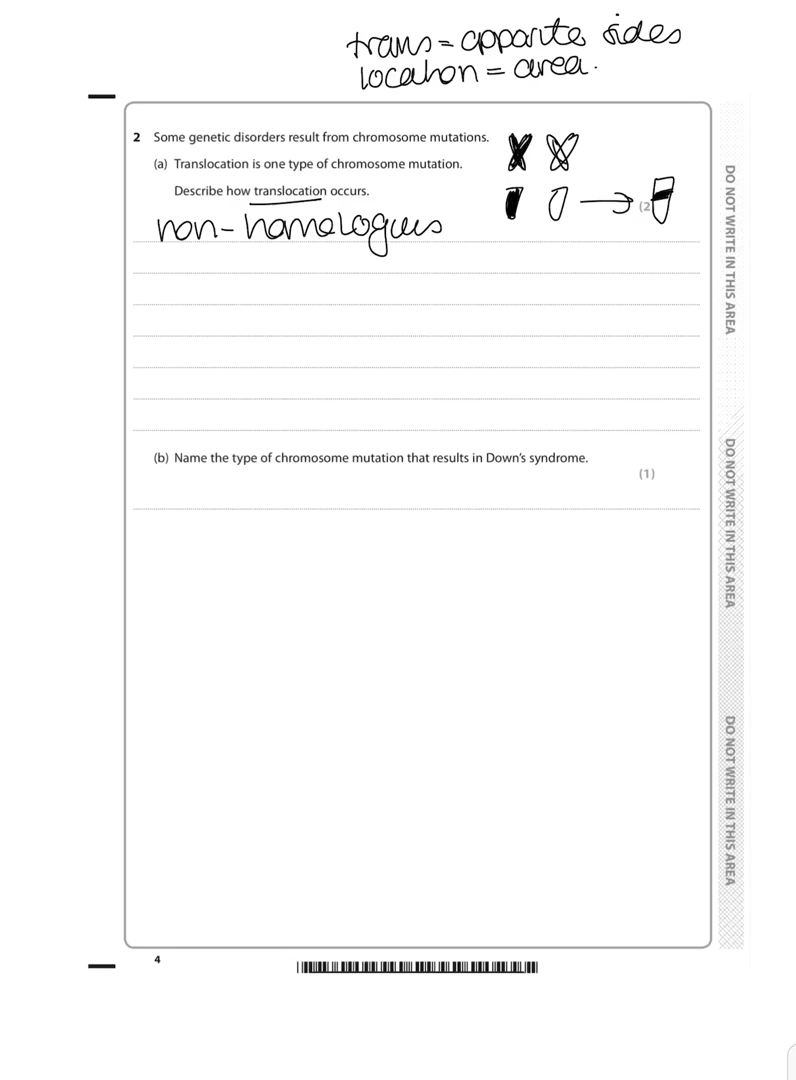 trans = opposite sides
location = area.
2 Some genetic disorders result from chromosome mutations.
(a) Translocation is one type of chromosome mutation.
Describe how translocation occurs.
(2
non-homologues
(b) Name the type of chromosome mutation that results in Down's syndrome.
(1)
4
DO NOT WRITE IN THIS AREA
DO NOT WRITE IN THIS AREA
DO NOT WRITE IN THIS AREA